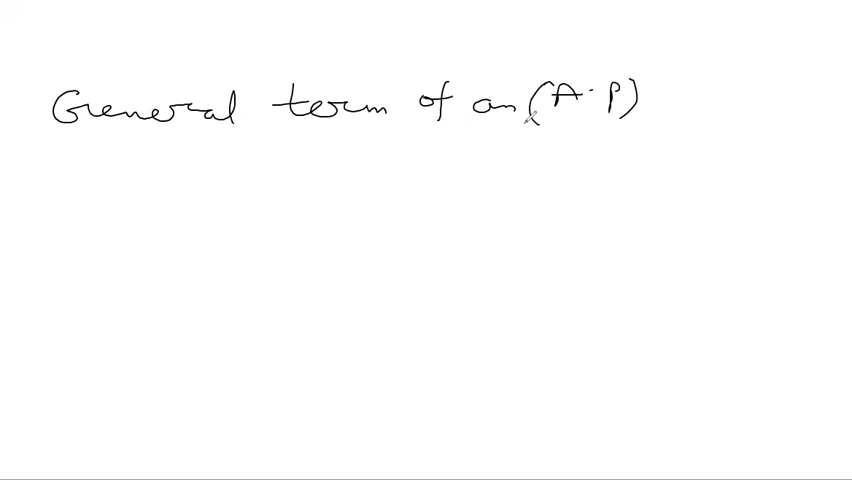 General term of an (A.P)